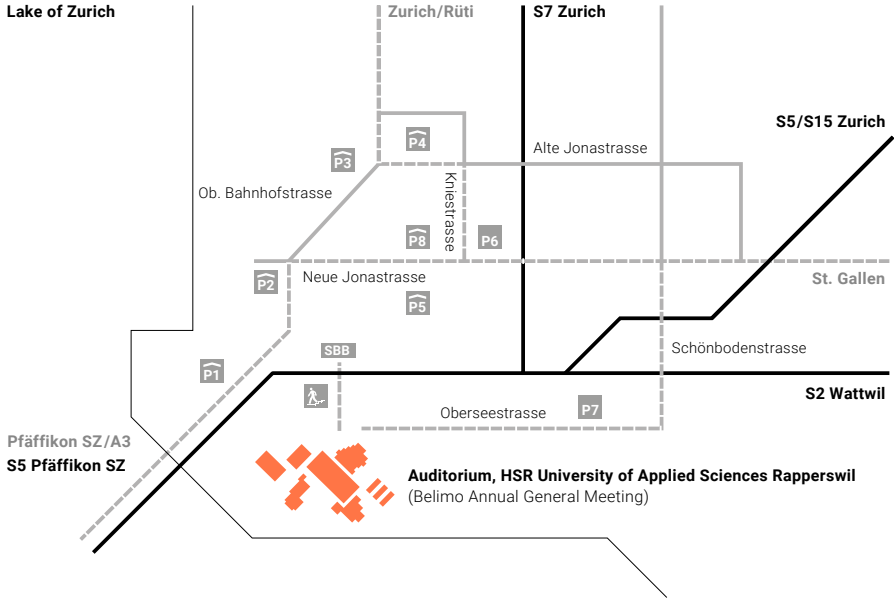 Lake of Zurich
Zurich/Rüti
S7 Zurich
S5/S15 Zurich
P4
Alte Jonastrasse
P3
Kniestrasse
Ob. Bahnhofstrasse
P8
P6
Neue Jonastrasse
P2
St. Gallen
P5
SBB
Schönbodenstrasse
P1
S2 Wattwil
Oberseestrasse
P7
Pfäffikon SZ/A3
S5 Pfäffikon SZ
Auditorium, HSR University of Applied Sciences Rapperswil
(Belimo Annual General Meeting)